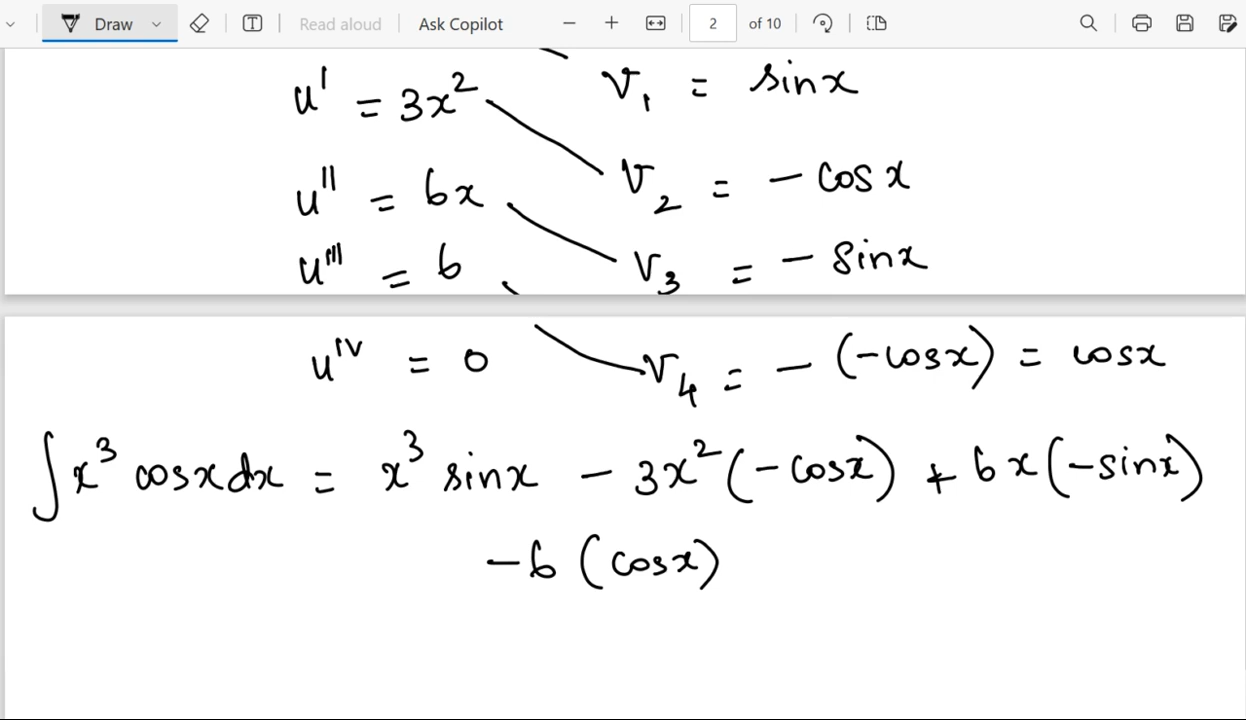 Draw Read aloud Ask Copilot 2 of 10
u' = 3x² v₁ = sinx
u'' = 6x v₂ = - cos x
u''' = 6 v₃ = - sinx
uᴵⱽ = 0 v₄ = - (-cosx) = cosx
∫x³ cosx dx = x³ sinx - 3x² (-cosx) + 6x(-sinx)
-6 (cosx)